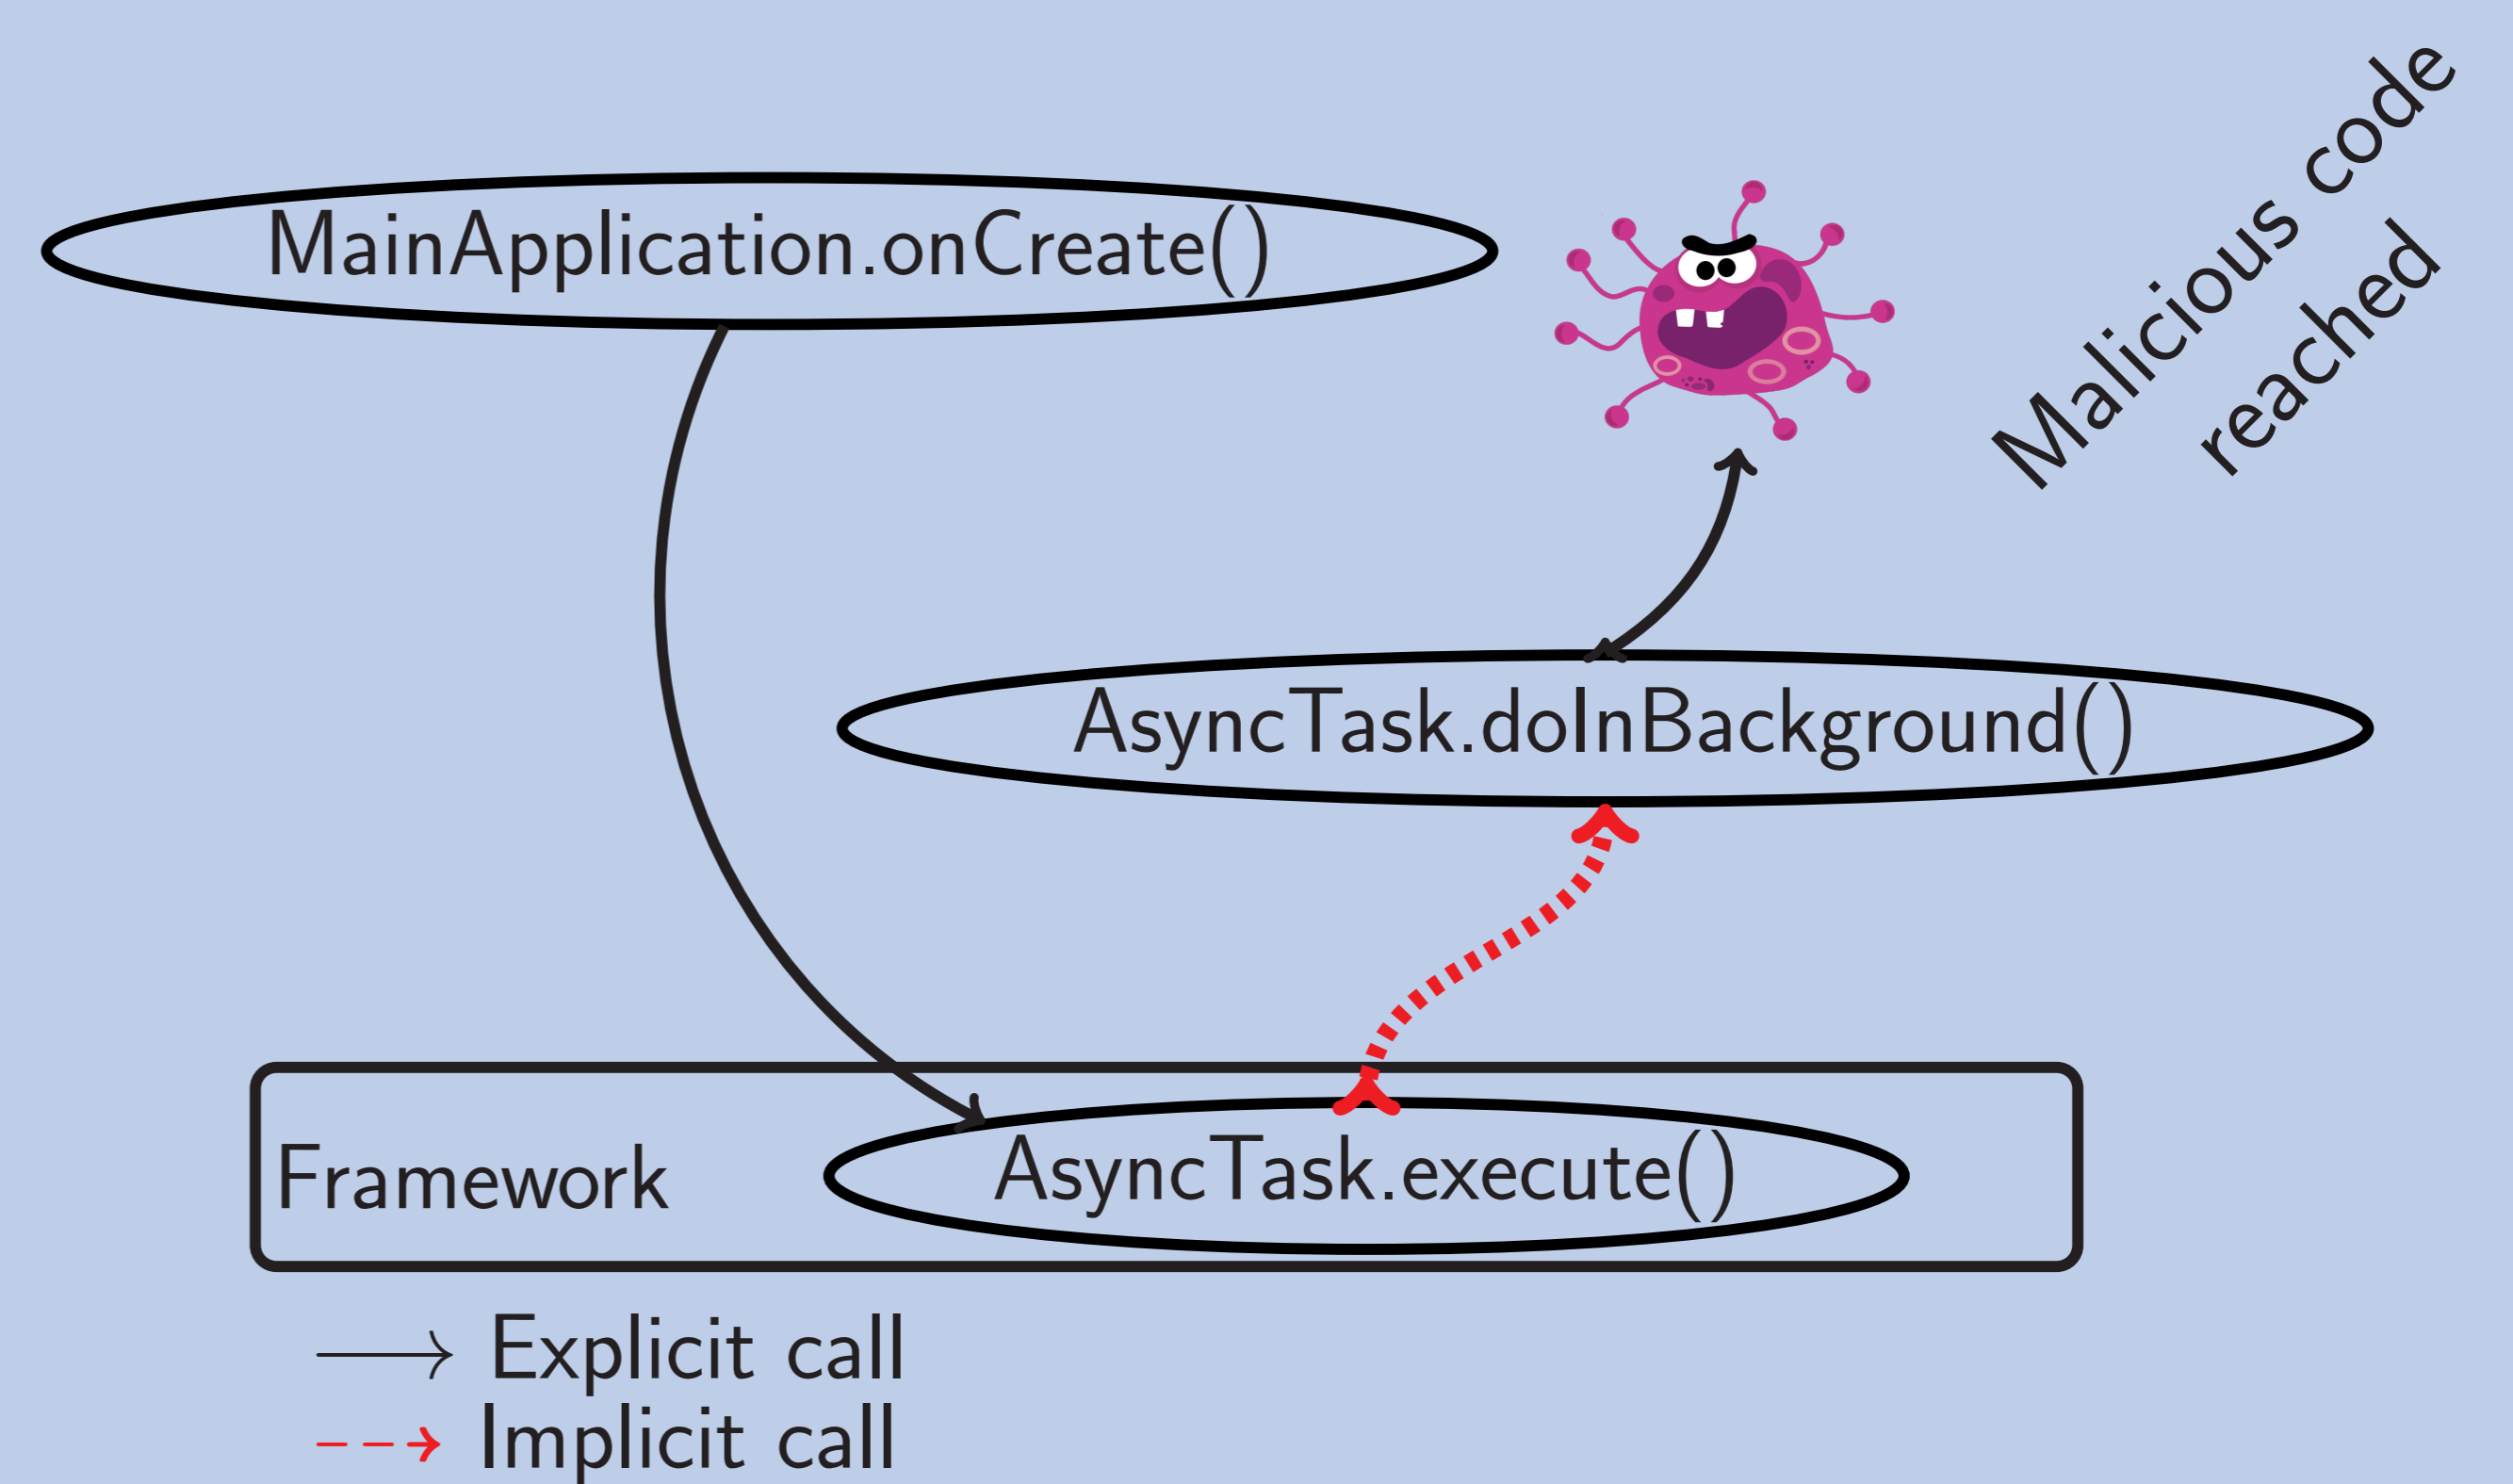 MainApplication.onCreate()
Malicious code
reached
AsyncTask.doInBackground()
Framework
AsyncTask.execute()
Explicit call
Implicit call